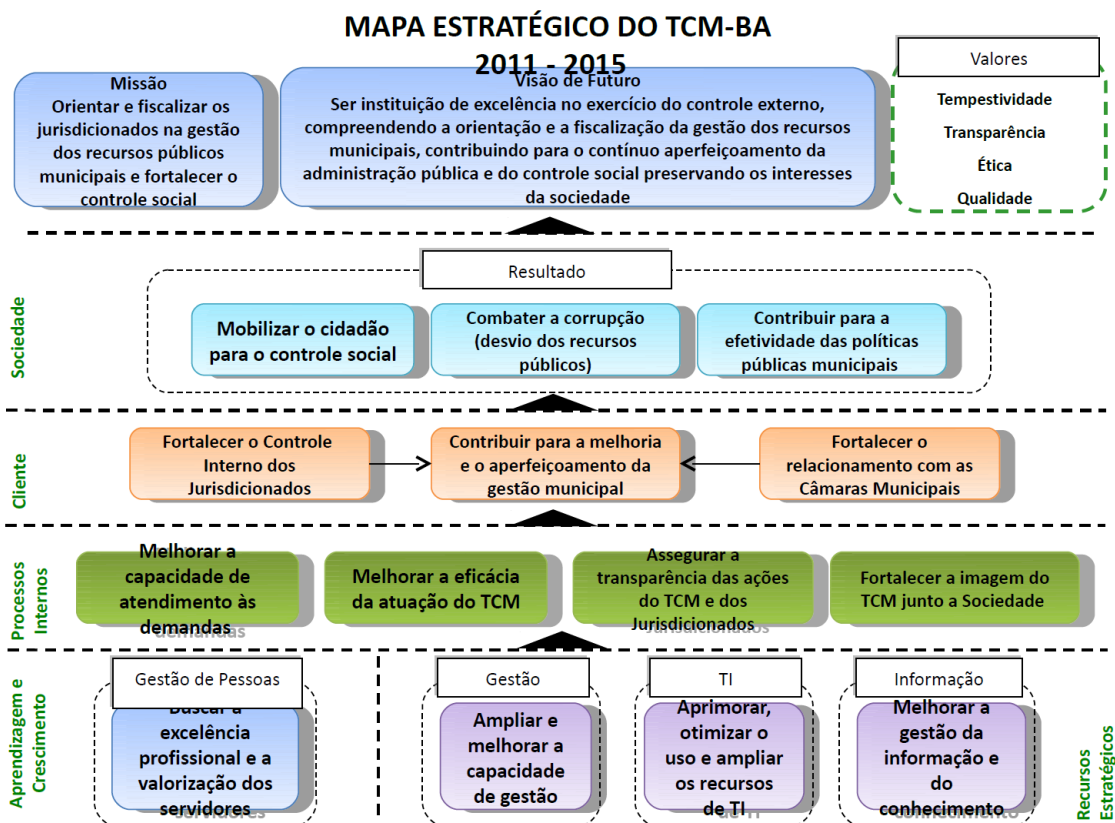 MAPA ESTRATÉGICO DO TCM-BA
2011 - 2015
Missão
Orientar e fiscalizar os
jurisdicionados na gestão
dos recursos públicos
municipais e fortalecer o
controle social
Visão de Futuro
Ser instituição de excelência no exercício do controle externo,
compreendendo a orientação e a fiscalização da gestão dos recursos
municipais, contribuindo para o contínuo aperfeiçoamento da
administração pública e do controle social preservando os interesses
da sociedade
Valores
Tempestividade
Transparência
Ética
Qualidade
Sociedade
Resultado
Mobilizar o cidadão
para o controle social
Combater a corrupção
(desvio dos recursos
públicos)
Contribuir para a
efetividade das políticas
públicas municipais
Cliente
Fortalecer o Controle
Interno dos
Jurisdicionados
Contribuir para a melhoria
e o aperfeiçoamento da
gestão municipal
Fortalecer o
relacionamento com as
Câmaras Municipais
Processos
Internos
Melhorar a
capacidade de
atendimento às
demandas
Melhorar a eficácia
da atuação do TCM
Assegurar a
transparência das ações
do TCM e dos
Jurisdicionados
Fortalecer a imagem do
TCM junto a Sociedade
Aprendizagem e
Crescimento
Gestão de Pessoas
Buscar a
excelência
profissional e a
valorização dos
servidores
Gestão
Ampliar e
melhorar a
capacidade
de gestão
TI
Aprimorar,
otimizar o
uso e ampliar
os recursos
de TI
Informação
Melhorar a
gestão da
informação e
do
conhecimento
Recursos
Estratégicos